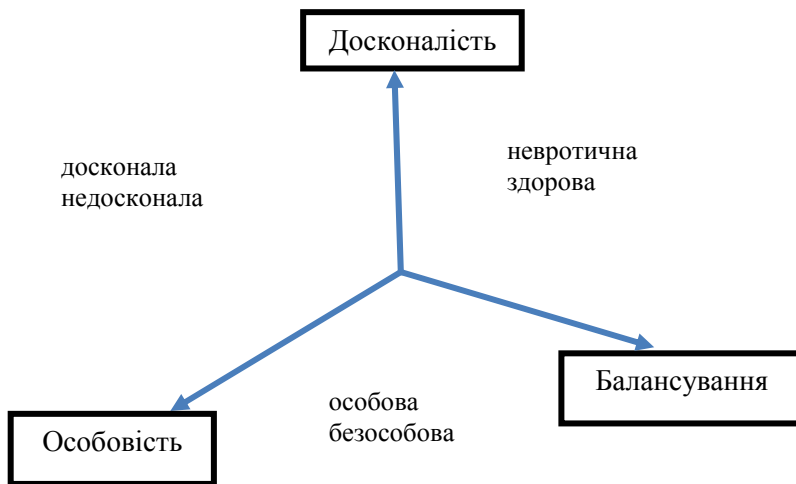 Досконалість
невротична
здорова
досконала
недосконала
Балансування
особова
безособова
Особовість